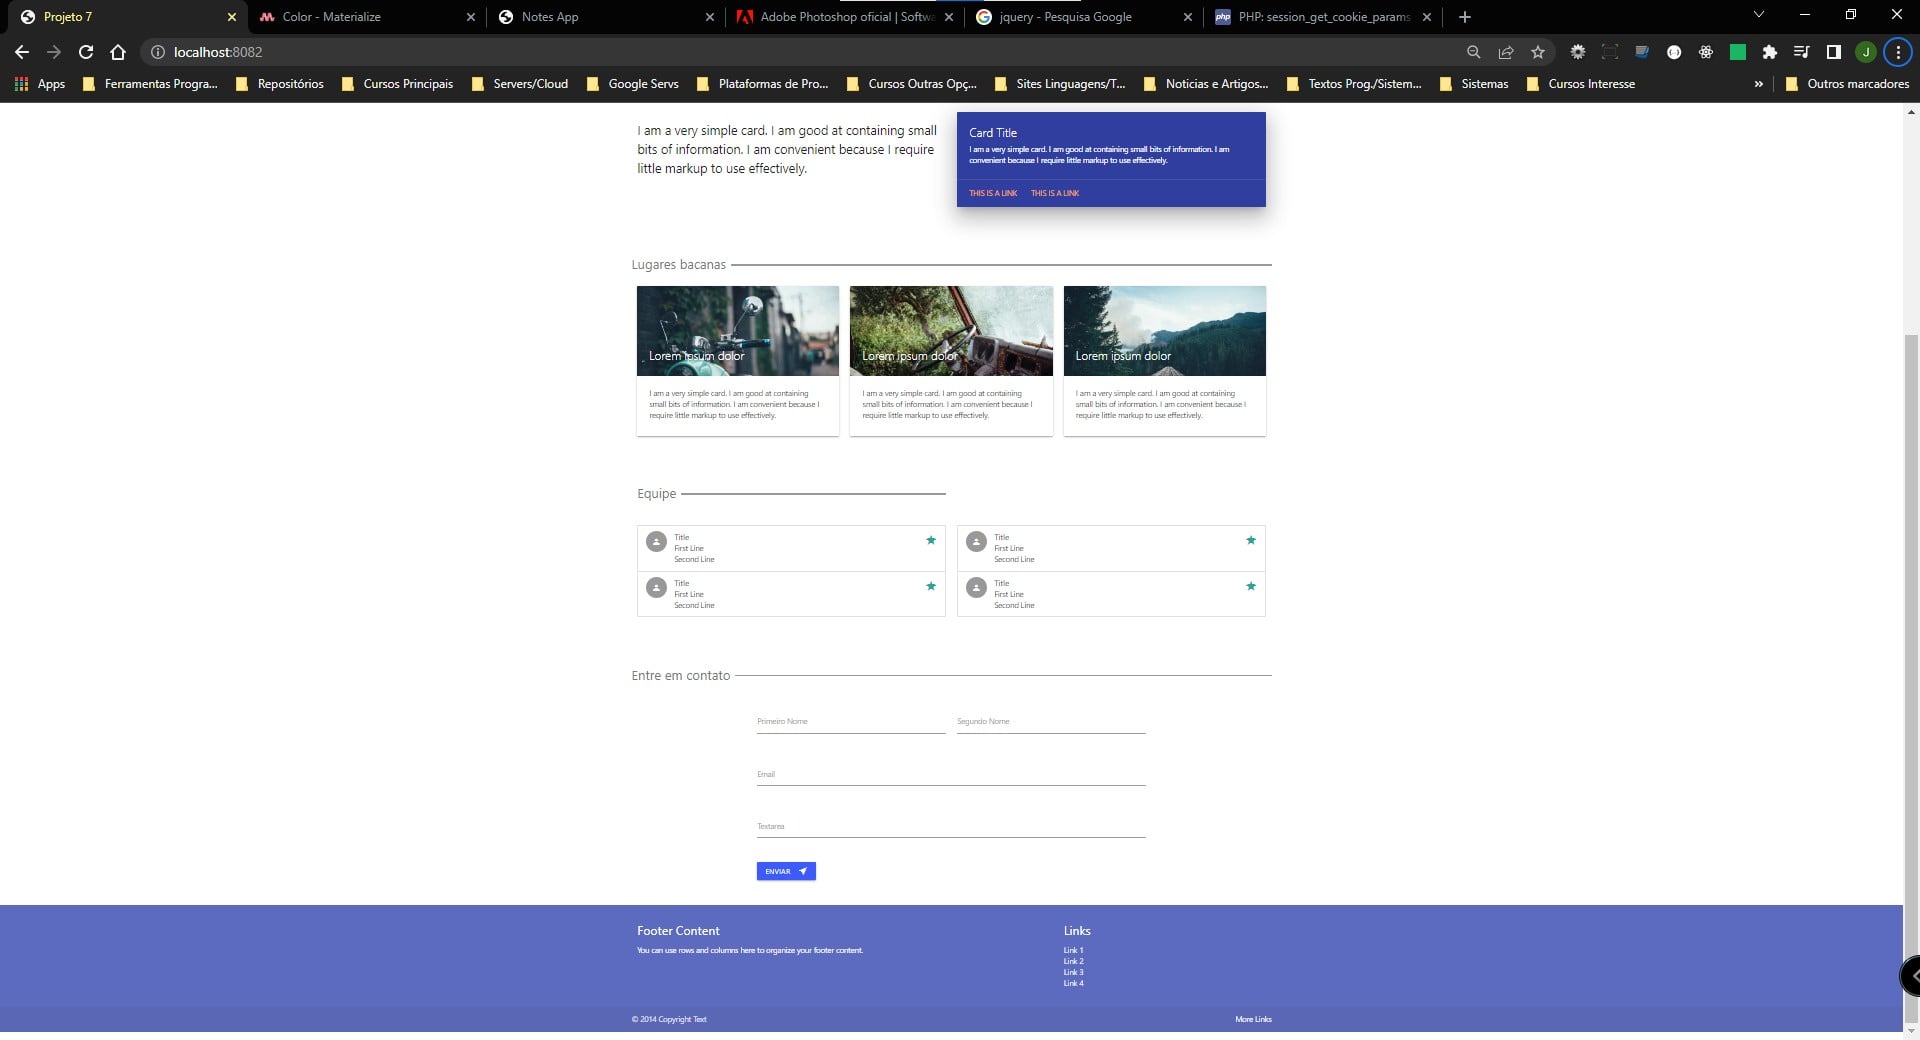 Projeto 7
Color - Materialize
Notes App
Adobe Photoshop oficial | Softwa
jquery - Pesquisa Google
PHP: session_get_cookie_params
localhost:8082
J
Apps
Ferramentas Progra...
Repositórios
Cursos Principais
Servers/Cloud
Google Servs
Plataformas de Pro...
Cursos Outras Opç...
Sites Linguagens/T...
Noticias e Artigos...
Textos Prog./Sistem...
Sistemas
Cursos Interesse
»
Outros marcadores
I am a very simple card. I am good at containing small
bits of information. I am convenient because I require
little markup to use effectively.
Card Title
I am a very simple card. I am good at containing small bits of information. I am
convenient because I require little markup to use effectively.
THIS IS A LINK THIS IS A LINK
Lugares bacanas
Lorem ipsum dolor
I am a very simple card. I am good at containing
small bits of information. I am convenient because I
require little markup to use effectively.
Lorem ipsum dolor
I am a very simple card. I am good at containing
small bits of information. I am convenient because I
require little markup to use effectively.
Lorem ipsum dolor
I am a very simple card. I am good at containing
small bits of information. I am convenient because I
require little markup to use effectively.
Equipe
Title
First Line
Second Line
Title
First Line
Second Line
Title
First Line
Second Line
Title
First Line
Second Line
Entre em contato
Primeiro Nome
Segundo Nome
Email
Textarea
ENVIAR
Footer Content
You can use rows and columns here to organize your footer content.
Links
Link 1
Link 2
Link 3
Link 4
© 2014 Copyright Text
More Links